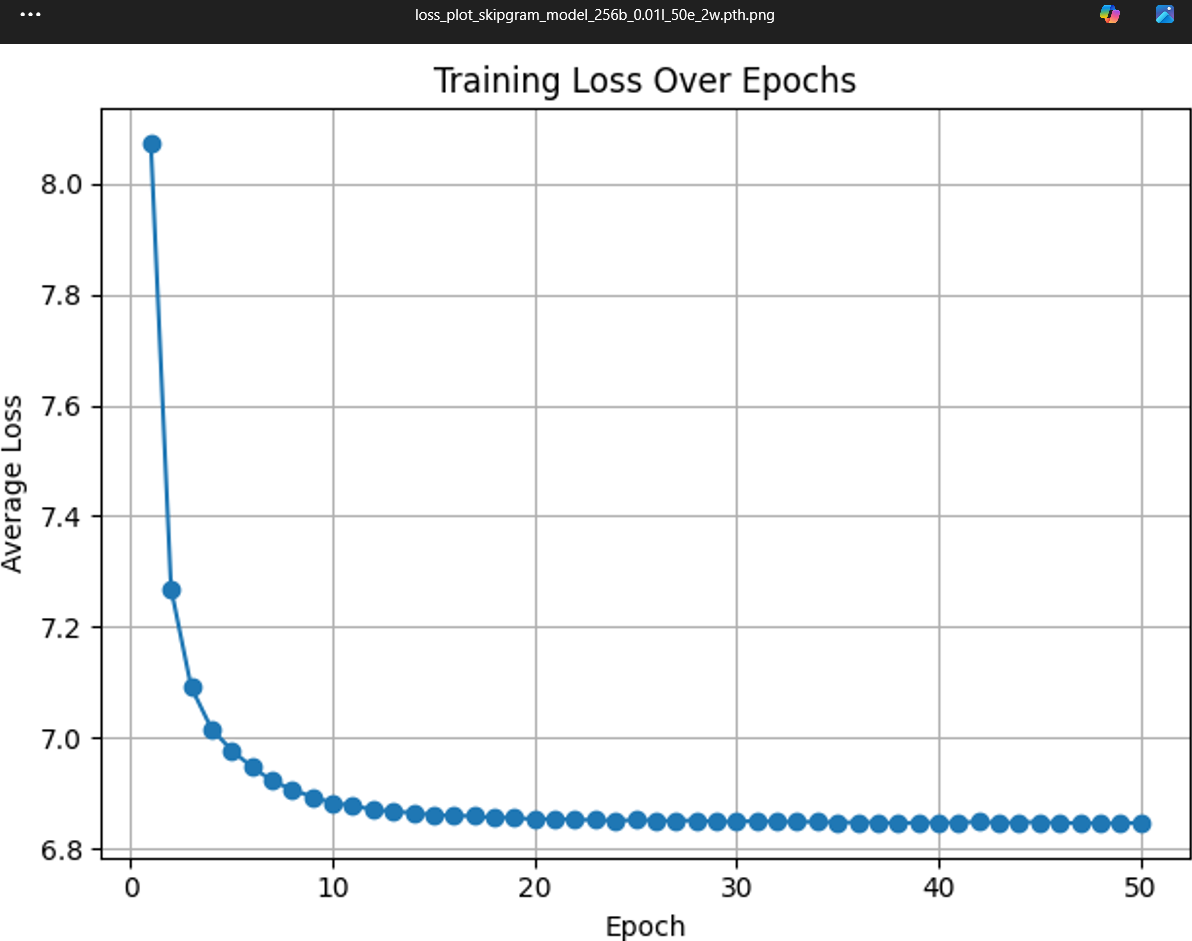 loss_plot_skipgram_model_256b_0.01l_50e_2w.pth.png
Training Loss Over Epochs
8.0
7.8
7.6
7.4
7.2
7.0
6.8
Average Loss
0 10 20 30 40 50
Epoch